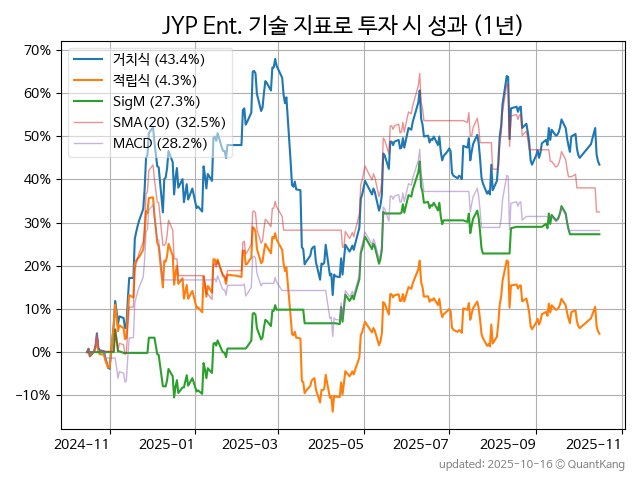 JYP Ent. 기술 지표로 투자 시 성과 (1년)
70%
60%
50%
40%
30%
20%
10%
0%
−10%
거치식 (43.4%)
적립식 (4.3%)
SigM (27.3%)
SMA(20) (32.5%)
MACD (28.2%)
2024-11
2025-01
2025-03
2025-05
2025-07
2025-09
2025-11
updated: 2025-10-16 © QuantKang